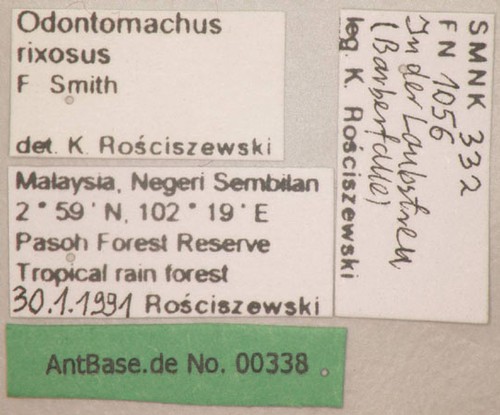 Odontomachus
rixosus
F Smith
det. K. Rościszewski
Malaysia, Negeri Sembilan
2°59'N, 102°19'E
Pasoh Forest Reserve
Tropical rain forest
30.1.1991 Rościszewski
SMNK 332
FN 1056
In der Laubstreu
(Barberfalle)
leg. K. Rościszewski
AntBase.de No. 00338